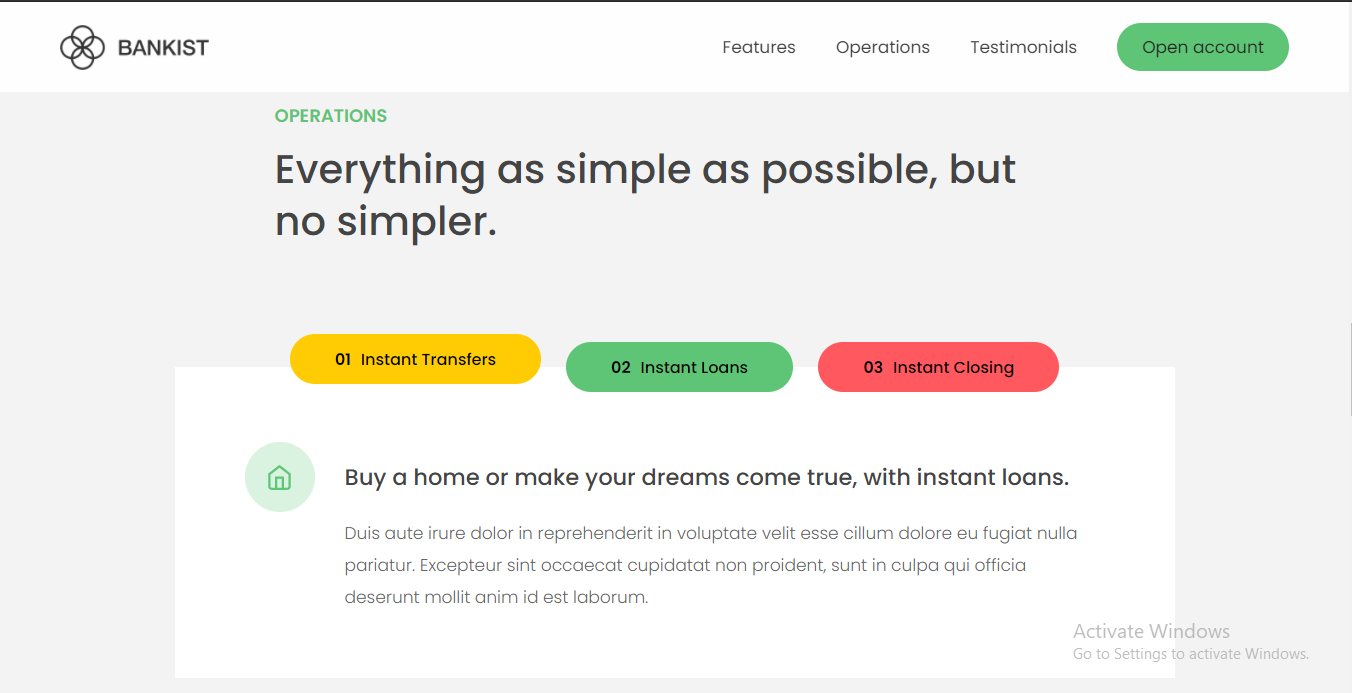 BANKIST
Features
Operations
Testimonials
Open account
OPERATIONS
Everything as simple as possible, but
no simpler.
01 Instant Transfers
02 Instant Loans
03 Instant Closing
Buy a home or make your dreams come true, with instant loans.
Duis aute irure dolor in reprehenderit in voluptate velit esse cillum dolore eu fugiat nulla
pariatur. Excepteur sint occaecat cupidatat non proident, sunt in culpa qui officia
deserunt mollit anim id est laborum.
Activate Windows
Go to Settings to activate Windows.